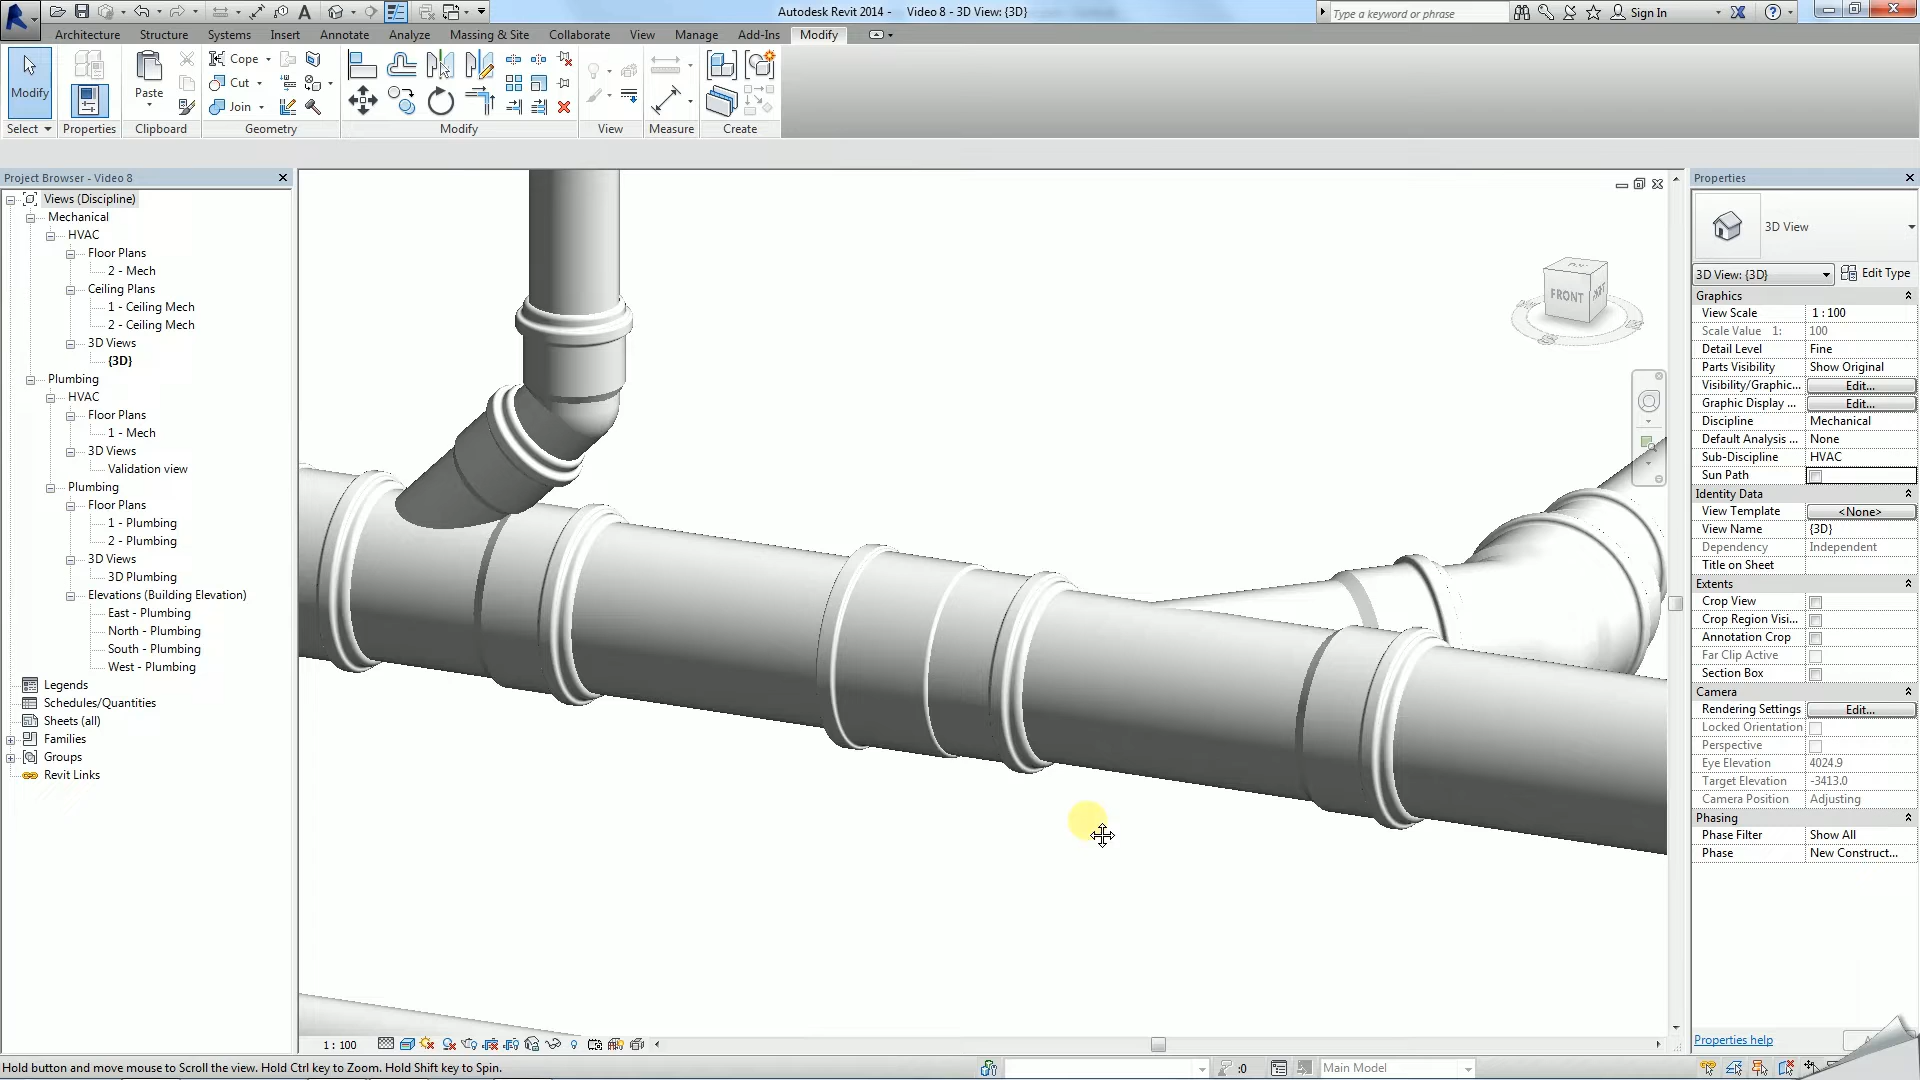 Autodesk Revit 2014 - Video 8 - 3D View: {3D}
Type a keyword or phrase
Sign In
Architecture Structure Systems Insert Annotate Analyze Massing & Site Collaborate View Manage Add-Ins Modify
Modify
Paste
Cope
Cut
Join
Select Properties Clipboard Geometry Modify View Measure Create
Project Browser - Video 8
Views (Discipline)
Mechanical
HVAC
Floor Plans
2 - Mech
Ceiling Plans
1 - Ceiling Mech
2 - Ceiling Mech
3D Views
{3D}
Plumbing
HVAC
Floor Plans
1 - Mech
3D Views
Validation view
Plumbing
Floor Plans
1 - Plumbing
2 - Plumbing
3D Views
3D Plumbing
Elevations (Building Elevation)
East - Plumbing
North - Plumbing
South - Plumbing
West - Plumbing
Legends
Schedules/Quantities
Sheets (all)
Families
Groups
Revit Links
FRONT
Properties
3D View
3D View: {3D} Edit Type
Graphics
View Scale 1 : 100
Scale Value 1: 100
Detail Level Fine
Parts Visibility Show Original
Visibility/Graphic... Edit...
Graphic Display ... Edit...
Discipline Mechanical
Default Analysis ... None
Sub-Discipline HVAC
Sun Path
Identity Data
View Template <None>
View Name {3D}
Dependency Independent
Title on Sheet
Extents
Crop View
Crop Region Visi...
Annotation Crop
Far Clip Active
Section Box
Camera
Rendering Settings Edit...
Locked Orientation
Perspective
Eye Elevation 4024.9
Target Elevation -3413.0
Camera Position Adjusting
Phasing
Phase Filter Show All
Phase New Construct...
Properties help
1 : 100
Hold button and move mouse to Scroll the view. Hold Ctrl key to Zoom. Hold Shift key to Spin.
:0
Main Model